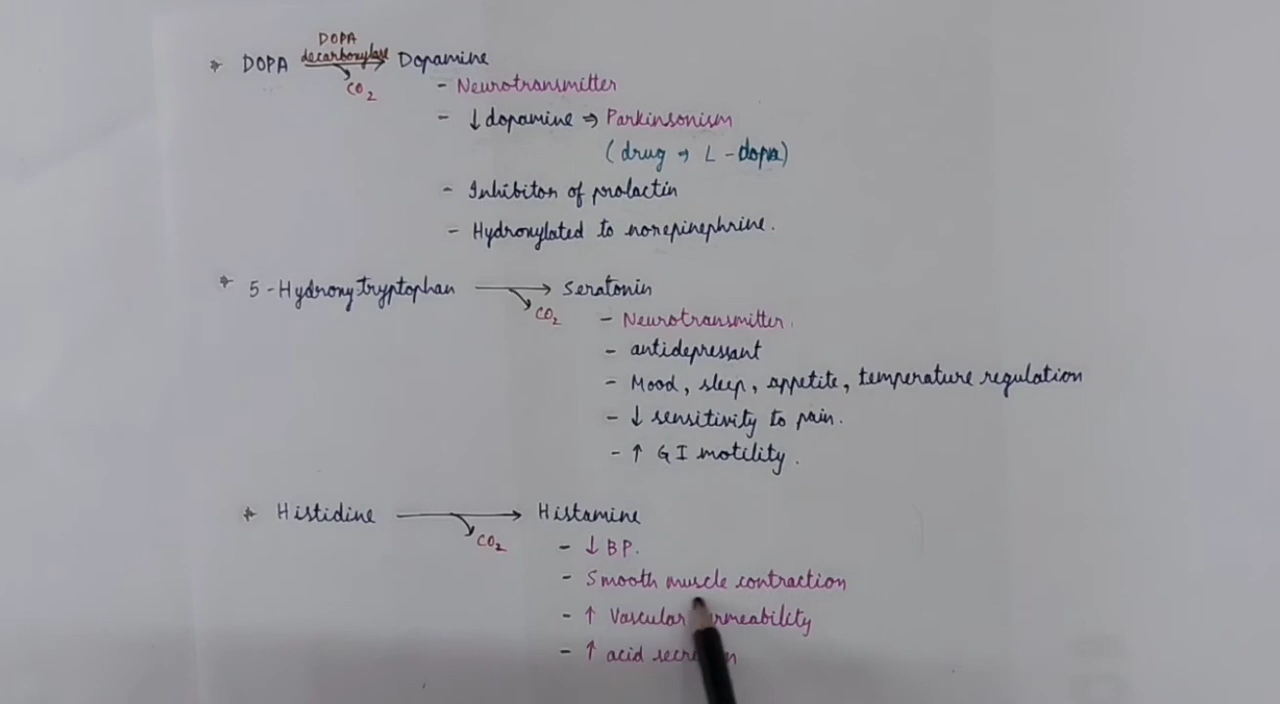 * DOPA DOPA decarboxylase → Dopamine
CO2
- Neurotransmitter
- ↓ dopamine ⇒ Parkinsonism
(drug → L-dopa)
- Inhibitor of prolactin
- Hydroxylated to norepinephrine.
* 5-Hydroxytryptophan → Seratonin
CO2
- Neurotransmitter.
- antidepressant
- Mood, sleep, appetite, temperature regulation
- ↓ sensitivity to pain.
- ↑ GI motility.
* Histidine → Histamine
CO2
- ↓ BP.
- Smooth muscle contraction
- ↑ Vascular
- ↑ acid